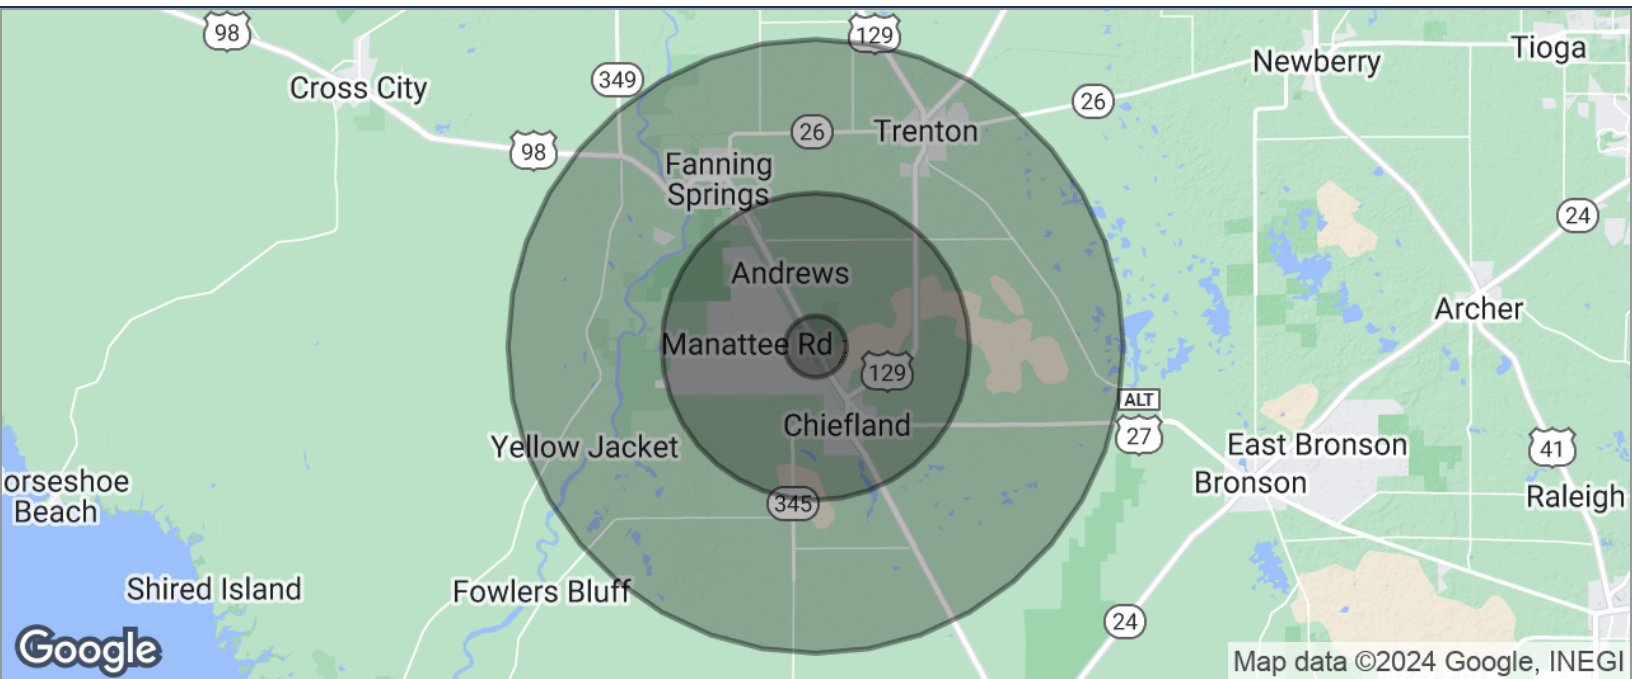 98
129
Newberry
Tioga
Cross City
349
26
26
Trenton
98
Fanning
Springs
24
Andrews
Archer
Manattee Rd
129
ALT
27
Chiefland
Yellow Jacket
East Bronson
41
Bronson
orseshoe
Beach
345
Raleigh
Shired Island
Fowlers Bluff
24
Google
Map data ©2024 Google, INEGI